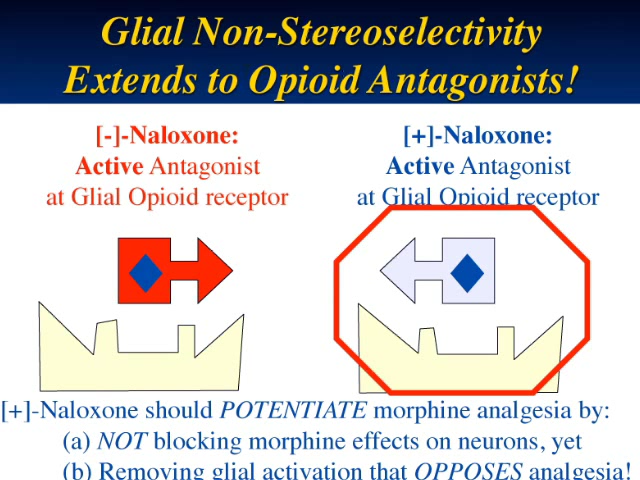 Glial Non-Stereoselectivity
Extends to Opioid Antagonists!
[-]-Naloxone:
Active Antagonist
at Glial Opioid receptor
[+]-Naloxone:
Active Antagonist
at Glial Opioid receptor
[+]-Naloxone should POTENTIATE morphine analgesia by:
(a) NOT blocking morphine effects on neurons, yet
(b) Removing glial activation that OPPOSES analgesia!